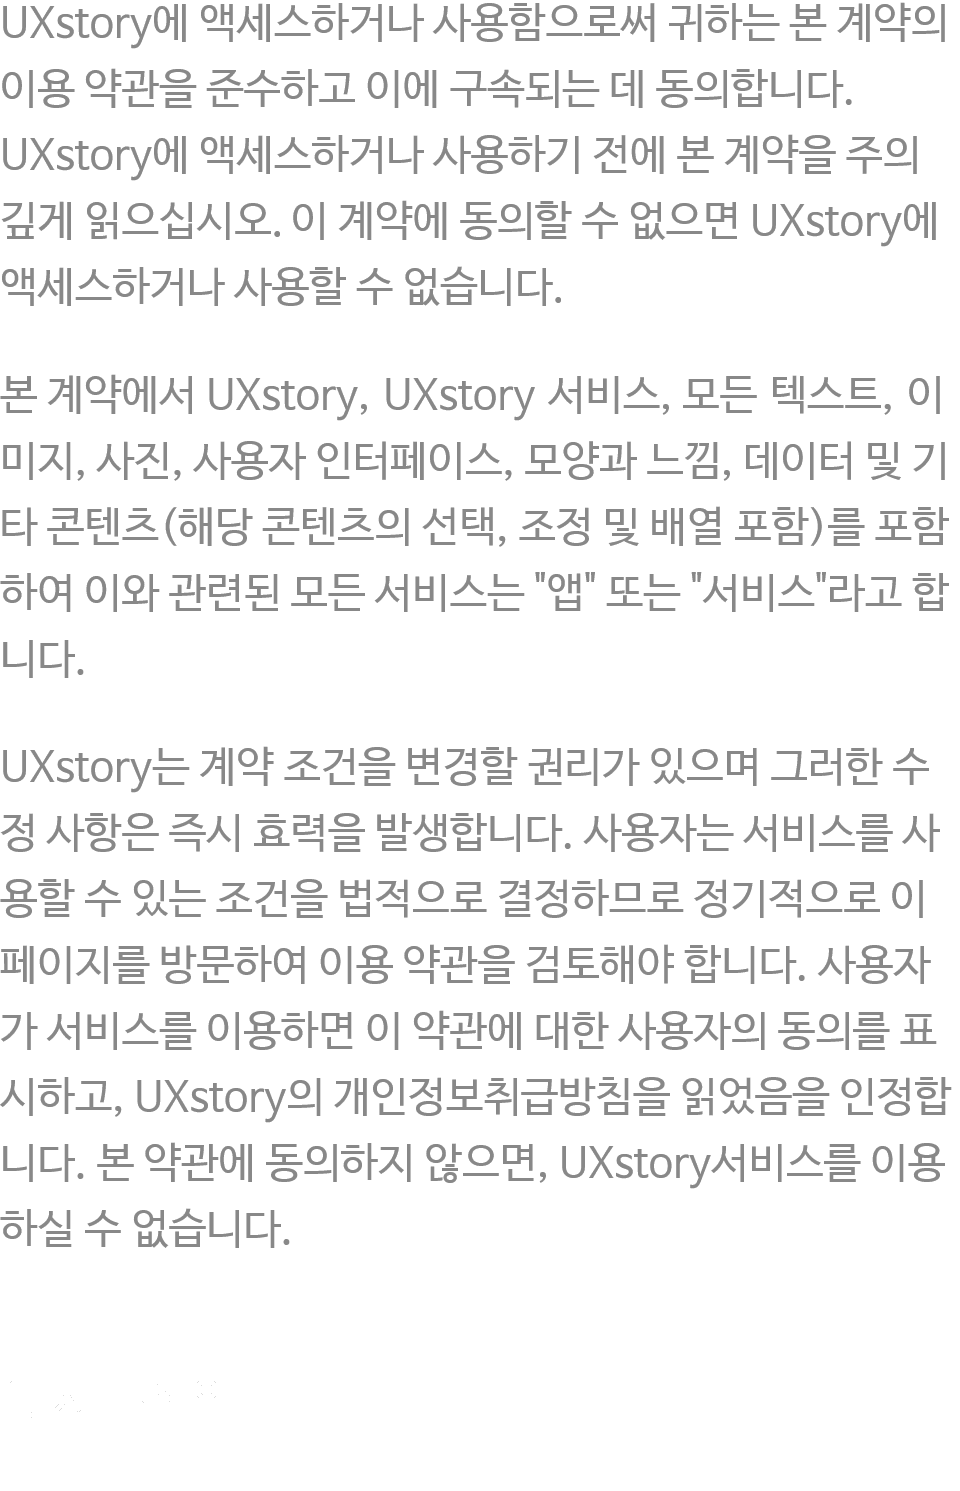 UXstory에 액세스하거나 사용함으로써 귀하는 본 계약의
이용 약관을 준수하고 이에 구속되는 데 동의합니다.
UXstory에 액세스하거나 사용하기 전에 본 계약을 주의
깊게 읽으십시오. 이 계약에 동의할 수 없으면 UXstory에
액세스하거나 사용할 수 없습니다.
본 계약에서 UXstory, UXstory 서비스, 모든 텍스트, 이
미지, 사진, 사용자 인터페이스, 모양과 느낌, 데이터 및 기
타 콘텐츠(해당 콘텐츠의 선택, 조정 및 배열 포함)를 포함
하여 이와 관련된 모든 서비스는 "앱" 또는 "서비스"라고 합
니다.
UXstory는 계약 조건을 변경할 권리가 있으며 그러한 수
정 사항은 즉시 효력을 발생합니다. 사용자는 서비스를 사
용할 수 있는 조건을 법적으로 결정하므로 정기적으로 이
페이지를 방문하여 이용 약관을 검토해야 합니다. 사용자
가 서비스를 이용하면 이 약관에 대한 사용자의 동의를 표
시하고, UXstory의 개인정보취급방침을 읽었음을 인정합
니다. 본 약관에 동의하지 않으면, UXstory서비스를 이용
하실 수 없습니다.